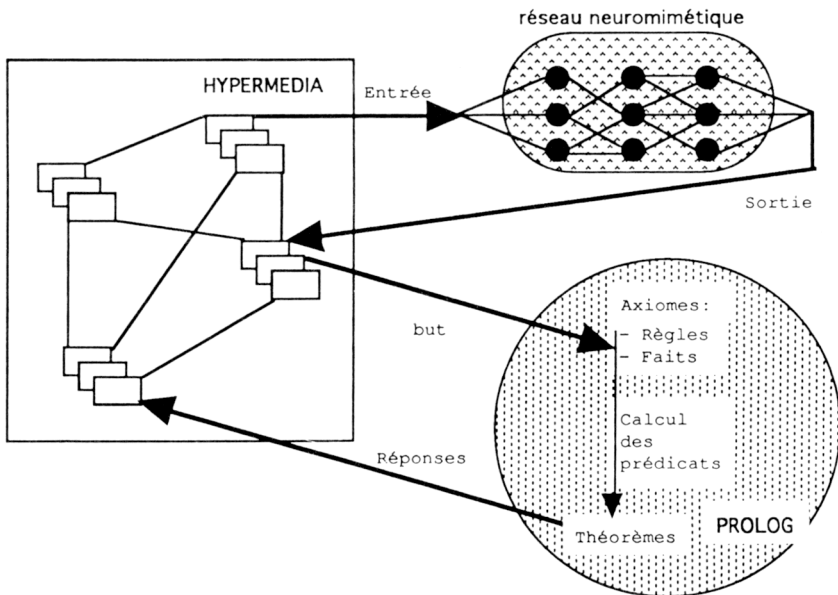 réseau neuromimétique
HYPERMEDIA
Entrée
Sortie
Axiomes:
- Règles
- Faits
but
Calcul
des
prédicats
Réponses
Théorèmes
PROLOG